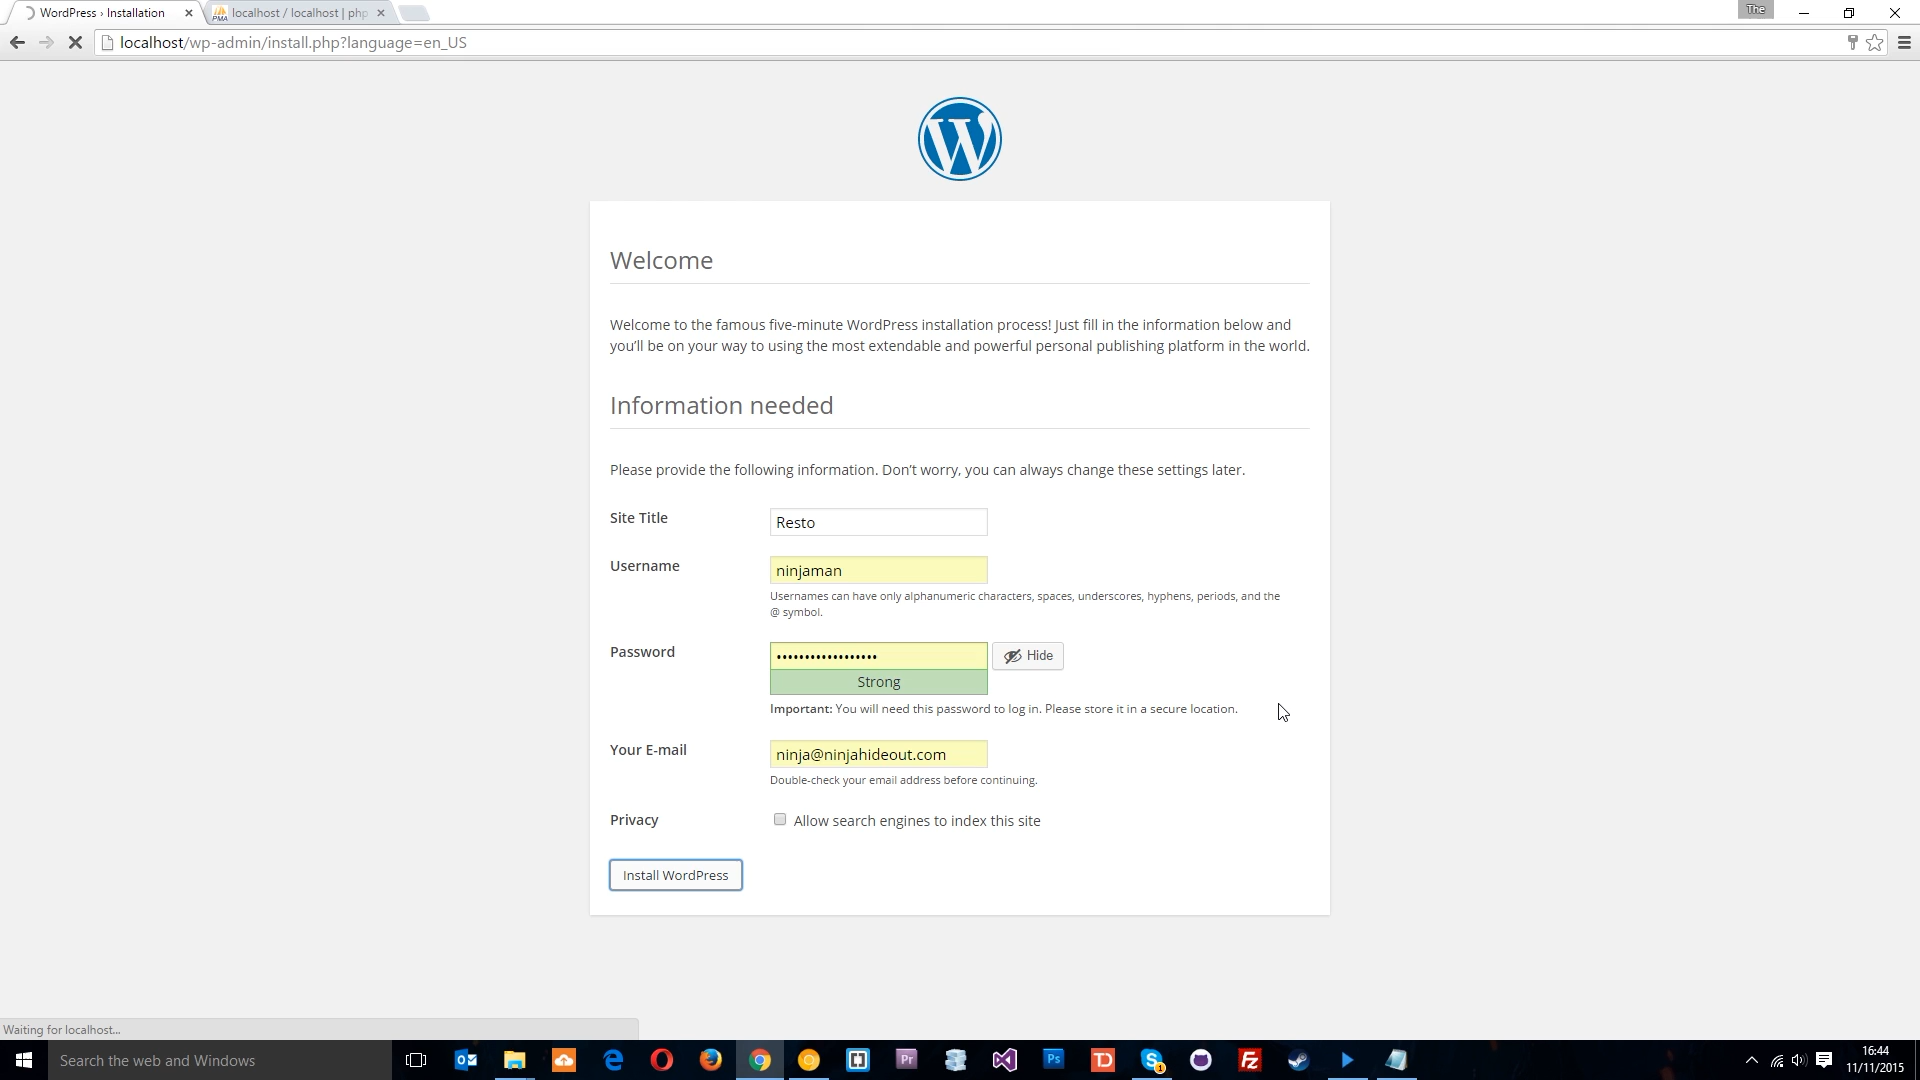 WordPress › Installation
localhost / localhost | php
The
localhost/wp-admin/install.php?language=en_US
Welcome
Welcome to the famous five-minute WordPress installation process! Just fill in the information below and
you’ll be on your way to using the most extendable and powerful personal publishing platform in the world.
Information needed
Please provide the following information. Don’t worry, you can always change these settings later.
Site Title
Resto
Username
ninjaman
Usernames can have only alphanumeric characters, spaces, underscores, hyphens, periods, and the
@ symbol.
Password
••••••••••••••••••
Hide
Strong
Important: You will need this password to log in. Please store it in a secure location.
Your E-mail
ninja@ninjahideout.com
Double-check your email address before continuing.
Privacy
Allow search engines to index this site
Install WordPress
Waiting for localhost...
Search the web and Windows
16:44
11/11/2015